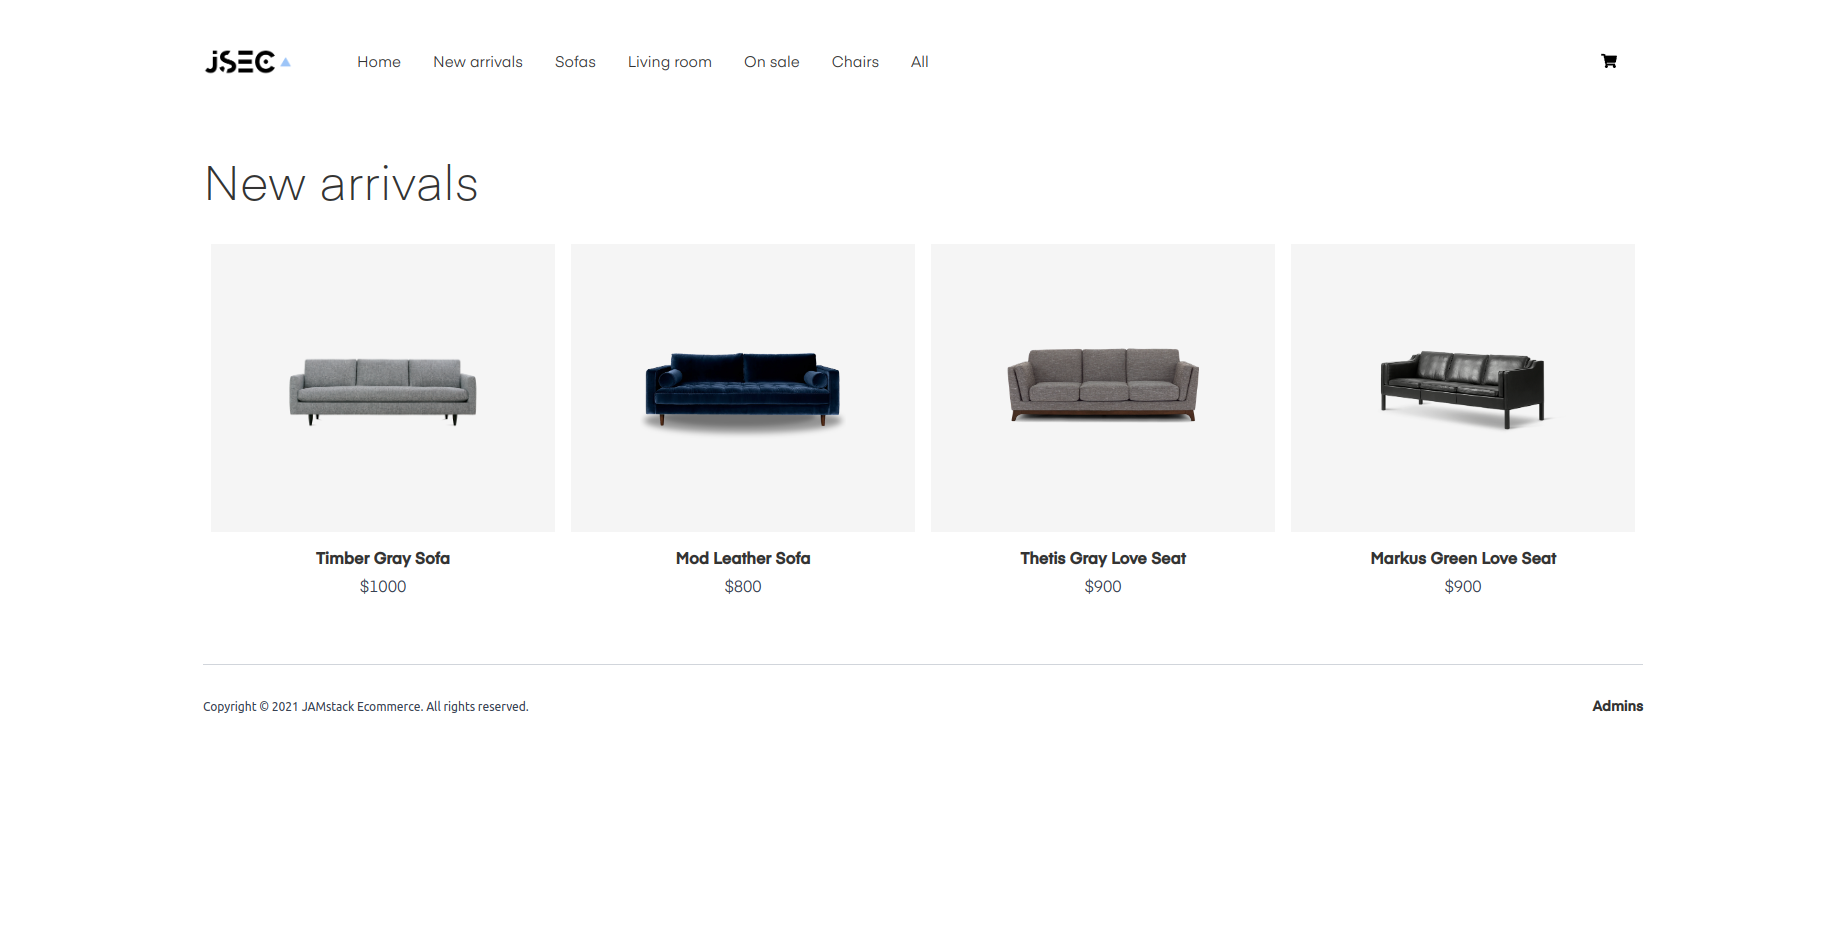 jSEC
Home New arrivals Sofas Living room On sale Chairs All
New arrivals
Timber Gray Sofa Mod Leather Sofa Thetis Gray Love Seat Markus Green Love Seat
$1000 $800 $900 $900
Copyright © 2021 JAMstack Ecommerce. All rights reserved. Admins